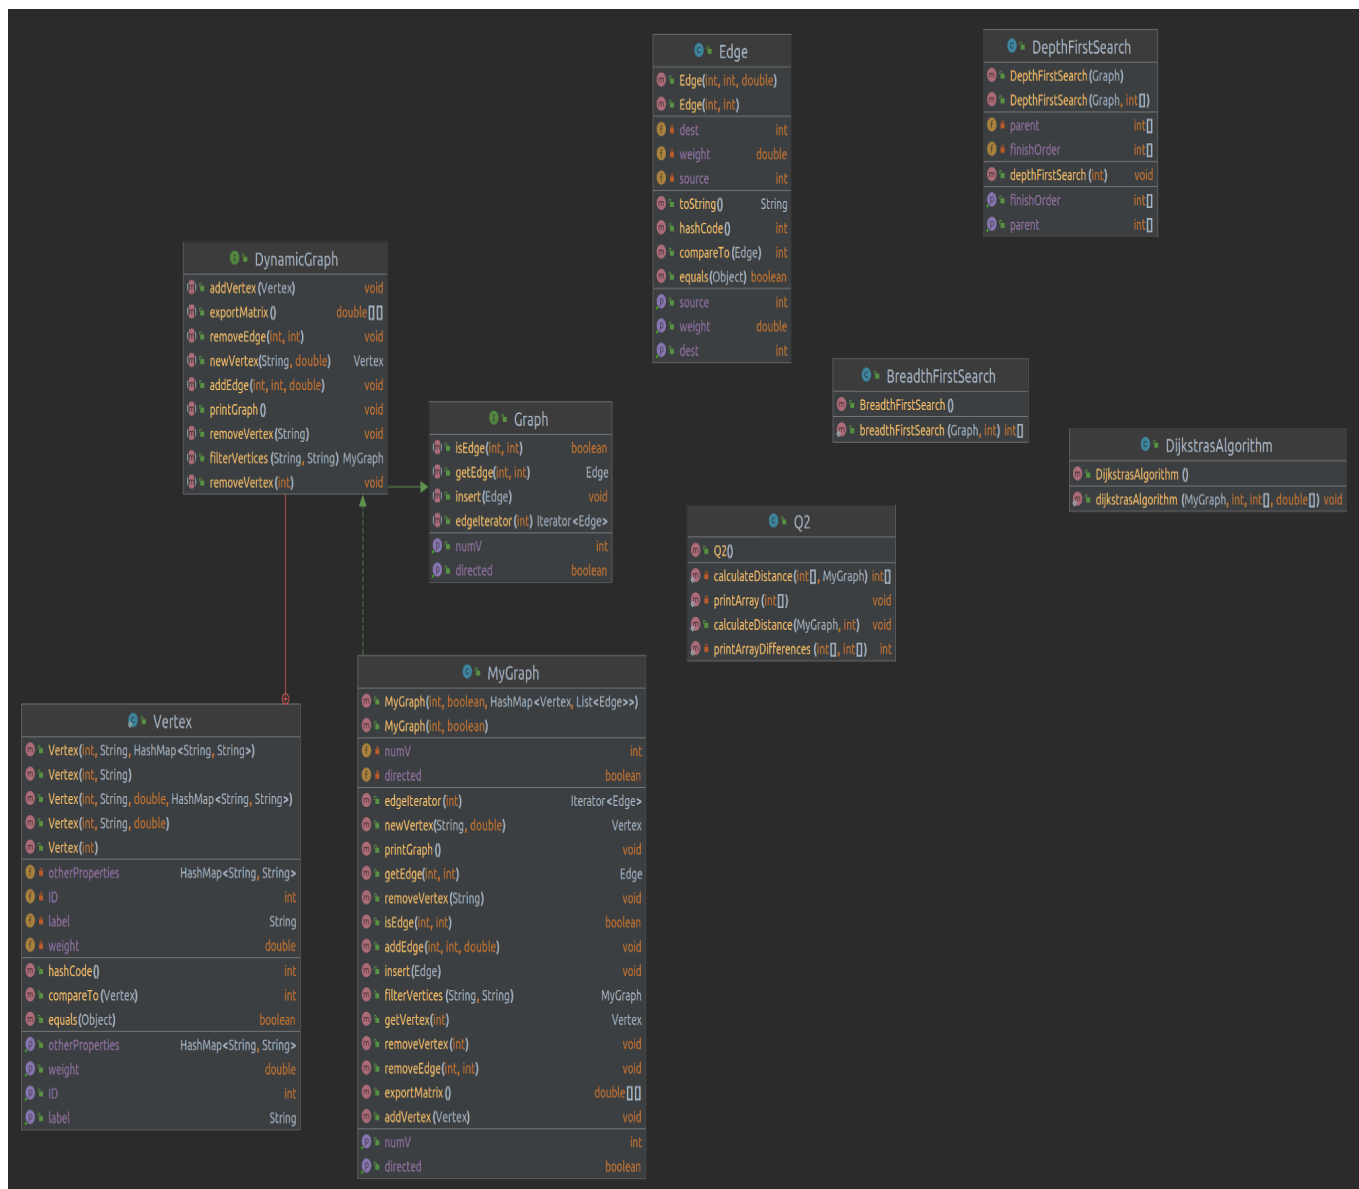 Edge
Edge(int, int, double)
Edge(int, int)
dest int
weight double
source int
toString() String
hashCode() int
compareTo(Edge) int
equals(Object) boolean
source int
weight double
dest int
DepthFirstSearch
DepthFirstSearch(Graph)
DepthFirstSearch(Graph, int[])
parent int[]
finishOrder int[]
depthFirstSearch(int) void
finishOrder int[]
parent int[]
DynamicGraph
addVertex(Vertex) void
exportMatrix() double[][]
removeEdge(int, int) void
newVertex(String, double) Vertex
addEdge(int, int, double) void
printGraph() void
removeVertex(String) void
filterVertices(String, String) MyGraph
removeVertex(int) void
Graph
isEdge(int, int) boolean
getEdge(int, int) Edge
insert(Edge) void
edgeIterator(int) Iterator<Edge>
numV int
directed boolean
BreadthFirstSearch
BreadthFirstSearch()
breadthFirstSearch(Graph, int) int[]
DijkstrasAlgorithm
DijkstrasAlgorithm()
dijkstrasAlgorithm(MyGraph, int, int[], double[]) void
Q2
Q2()
calculateDistance(int[], MyGraph) int[]
printArray(int[]) void
calculateDistance(MyGraph, int) void
printArrayDifferences(int[], int[]) int
Vertex
Vertex(int, String, HashMap<String, String>)
Vertex(int, String)
Vertex(int, String, double, HashMap<String, String>)
Vertex(int, String, double)
Vertex(int)
otherProperties HashMap<String, String>
ID int
label String
weight double
hashCode() int
compareTo(Vertex) int
equals(Object) boolean
otherProperties HashMap<String, String>
weight double
ID int
label String
MyGraph
MyGraph(int, boolean, HashMap<Vertex, List<Edge>>)
MyGraph(int, boolean)
numV int
directed boolean
edgeIterator(int) Iterator<Edge>
newVertex(String, double) Vertex
printGraph() void
getEdge(int, int) Edge
removeVertex(String) void
isEdge(int, int) boolean
addEdge(int, int, double) void
insert(Edge) void
filterVertices(String, String) MyGraph
getVertex(int) Vertex
removeVertex(int) void
removeEdge(int, int) void
exportMatrix() double[][]
addVertex(Vertex) void
numV int
directed boolean